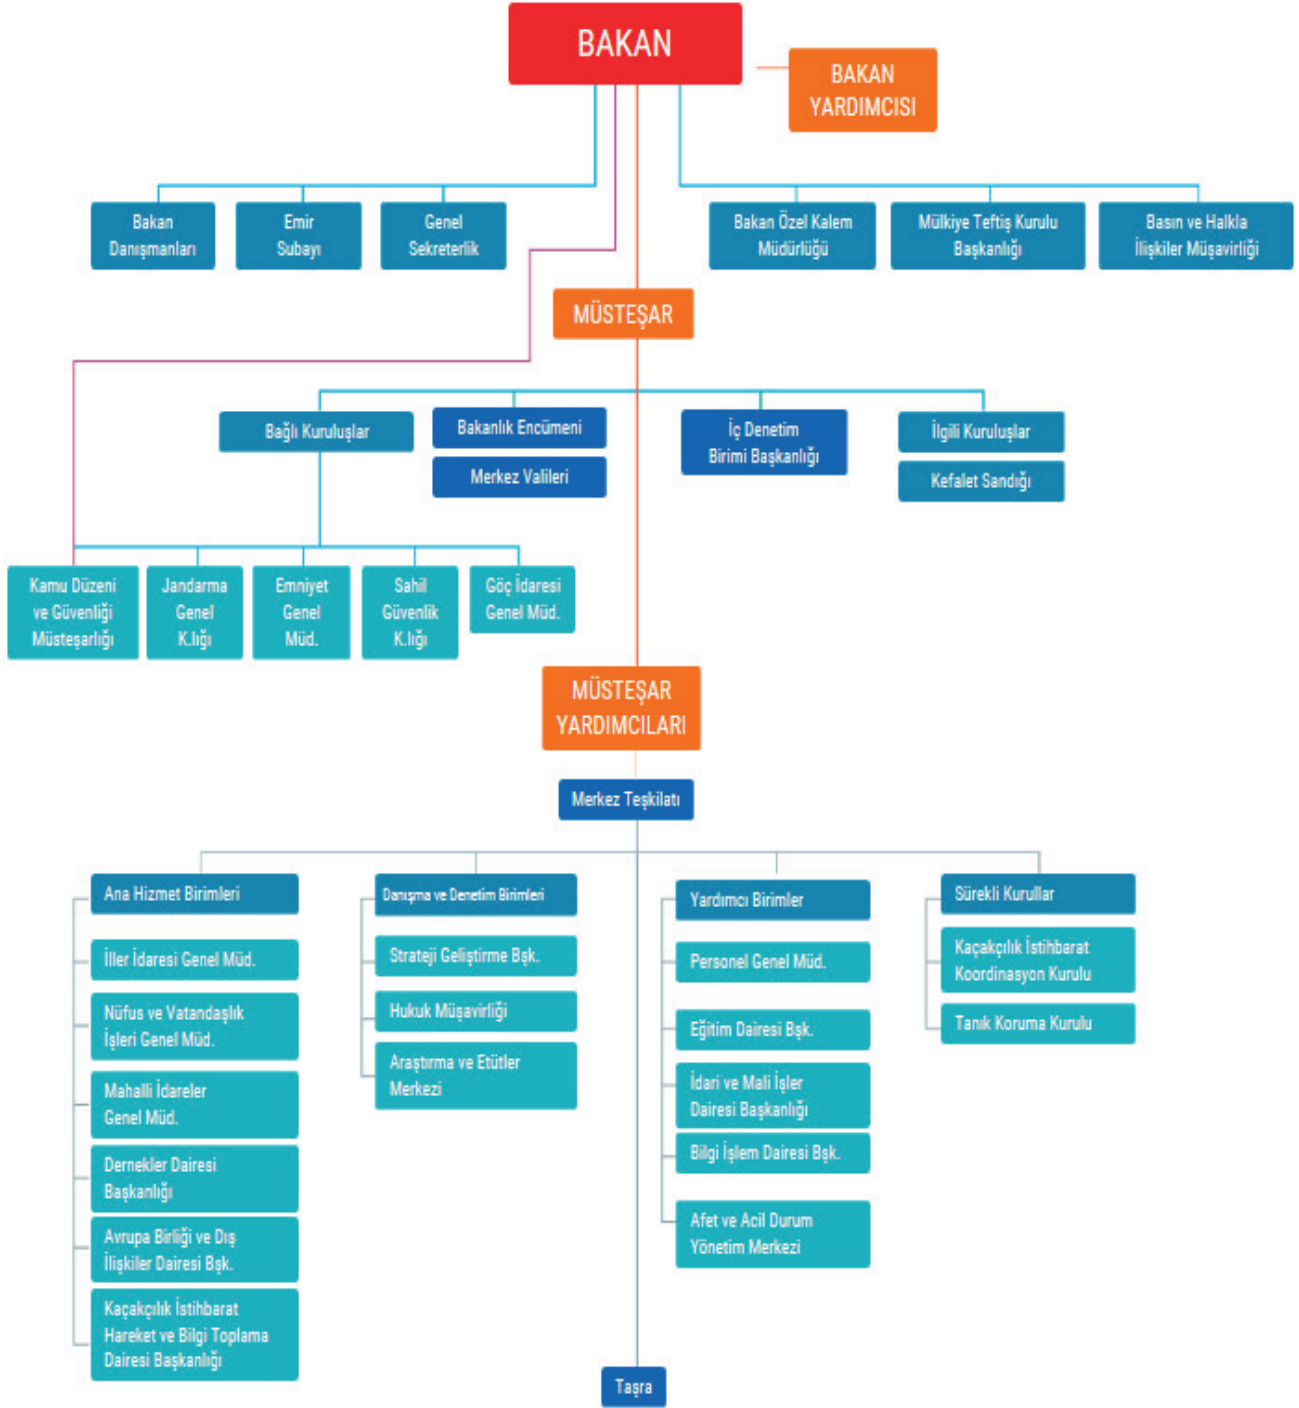 BAKAN
BAKAN
YARDIMCISI
Bakan
Danışmanları
Emir
Subayı
Genel
Sekreterlik
Bakan Özel Kalem
Müdürlüğü
Mülkiye Teftiş Kurulu
Başkanlığı
Basın ve Halkla
İlişkiler Müşavirliği
MÜSTEŞAR
Bağlı Kuruluşlar
Bakanlık Encümeni
Merkez Valileri
İç Denetim
Birimi Başkanlığı
İlgili Kuruluşlar
Kefalet Sandığı
Kamu Düzeni
ve Güvenliği
Müsteşarlığı
Jandarma
Genel
K.lığı
Emniyet
Genel
Müd.
Sahil
Güvenlik
K.lığı
Göç İdaresi
Genel Müd.
MÜSTEŞAR
YARDIMCILARI
Merkez Teşkilatı
Ana Hizmet Birimleri
İller İdaresi Genel Müd.
Nüfus ve Vatandaşlık
İşleri Genel Müd.
Mahalli İdareler
Genel Müd.
Dernekler Dairesi
Başkanlığı
Avrupa Birliği ve Dış
İlişkiler Dairesi Bşk.
Kaçakçılık İstihbarat
Hareket ve Bilgi Toplama
Dairesi Başkanlığı
Danışma ve Denetim Birimleri
Strateji Geliştirme Bşk.
Hukuk Müşavirliği
Araştırma ve Etütler
Merkezi
Yardımcı Birimler
Personel Genel Müd.
Eğitim Dairesi Bşk.
İdari ve Mali İşler
Dairesi Başkanlığı
Bilgi İşlem Dairesi Bşk.
Afet ve Acil Durum
Yönetim Merkezi
Sürekli Kurullar
Kaçakçılık İstihbarat
Koordinasyon Kurulu
Tanık Koruma Kurulu
Taşra